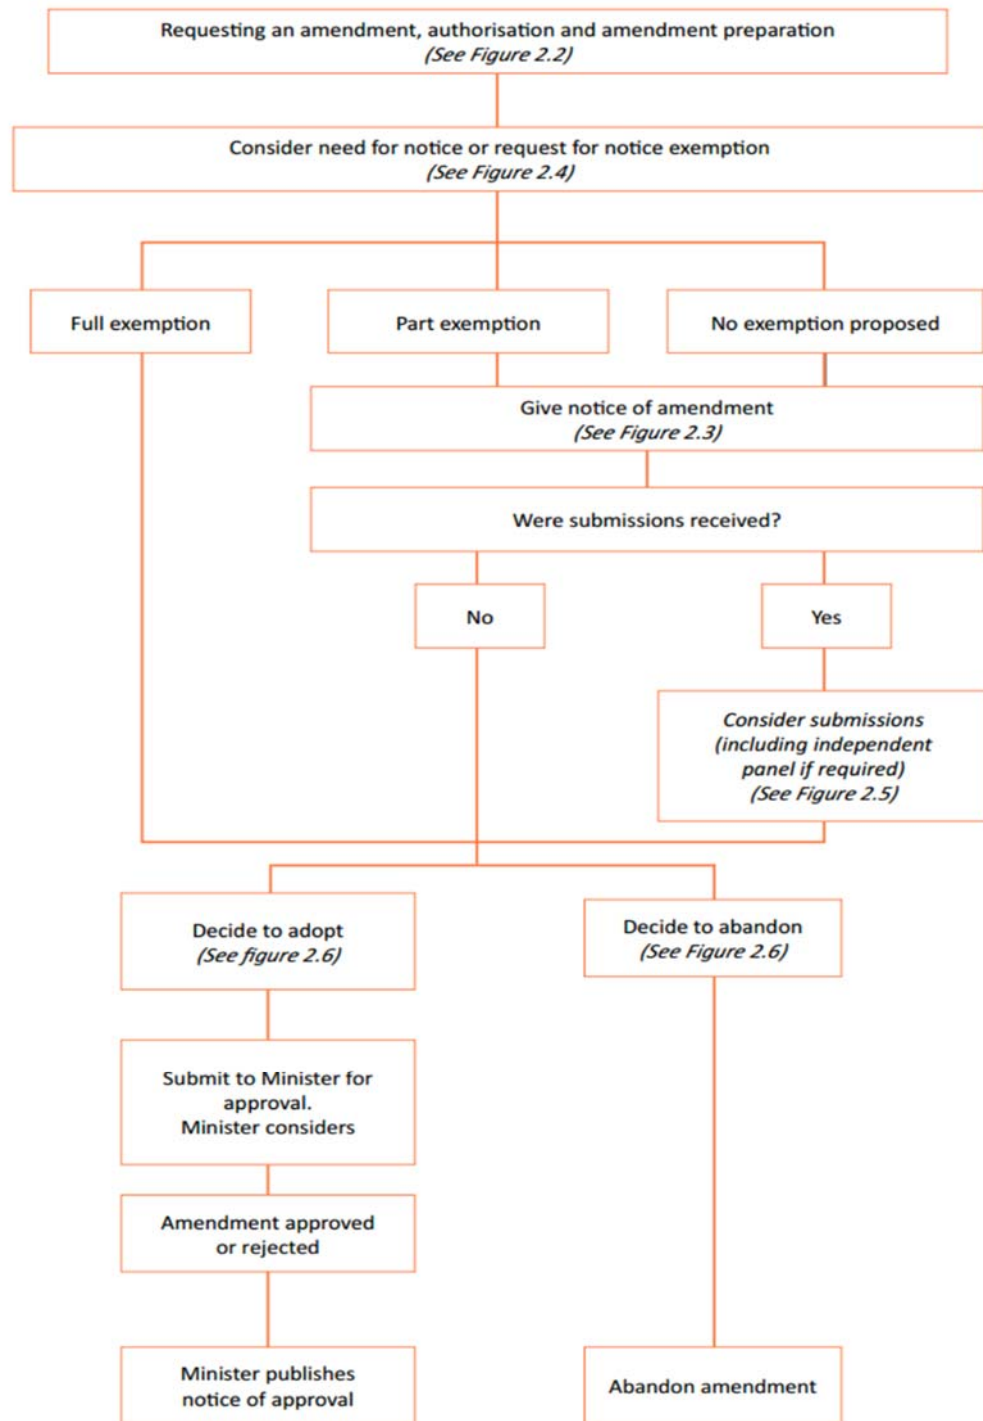 Requesting an amendment, authorisation and amendment preparation
(See Figure 2.2)
Consider need for notice or request for notice exemption
(See Figure 2.4)
Full exemption
Part exemption
No exemption proposed
Give notice of amendment
(See Figure 2.3)
Were submissions received?
No
Yes
Consider submissions
(including independent
panel if required)
(See Figure 2.5)
Decide to adopt
(See figure 2.6)
Decide to abandon
(See Figure 2.6)
Submit to Minister for
approval.
Minister considers
Amendment approved
or rejected
Minister publishes
notice of approval
Abandon amendment